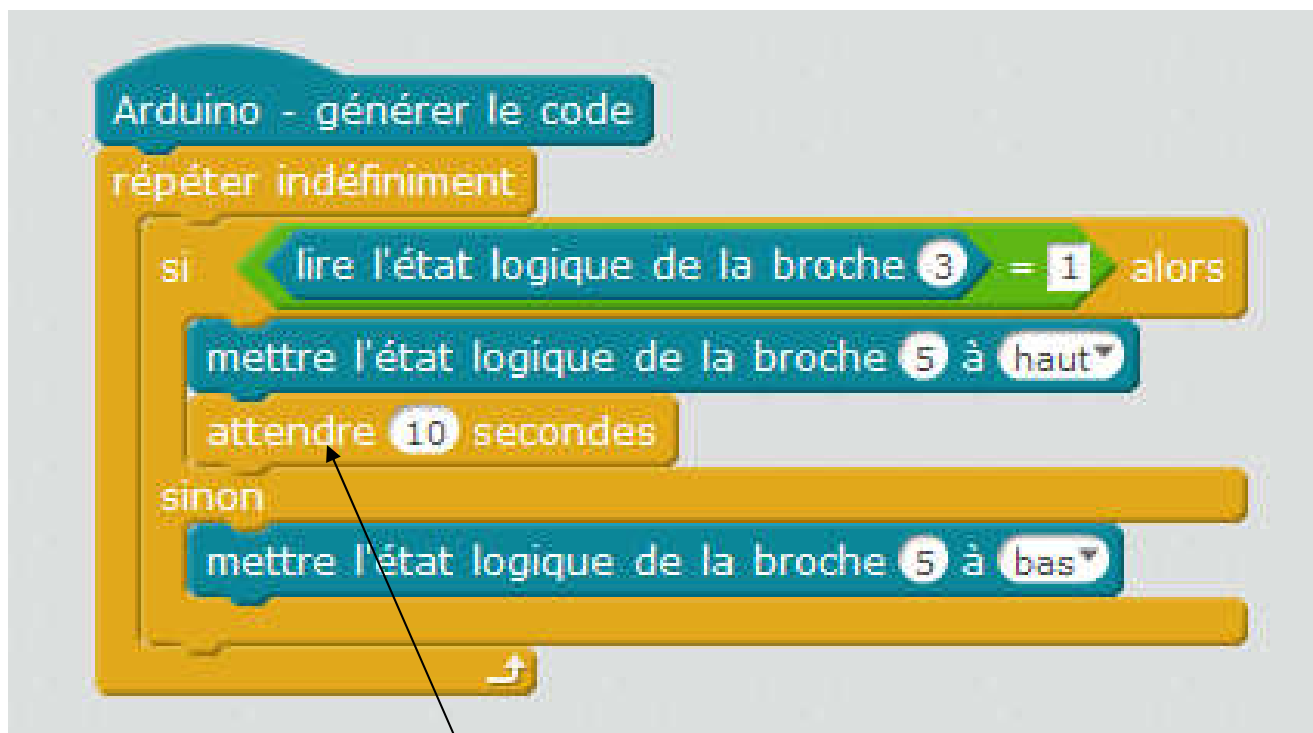 Arduino - générer le code
répéter indéfiniment
si lire l'état logique de la broche 3 = 1 alors
mettre l'état logique de la broche 5 à haut
attendre 10 secondes
sinon
mettre l'état logique de la broche 5 à bas